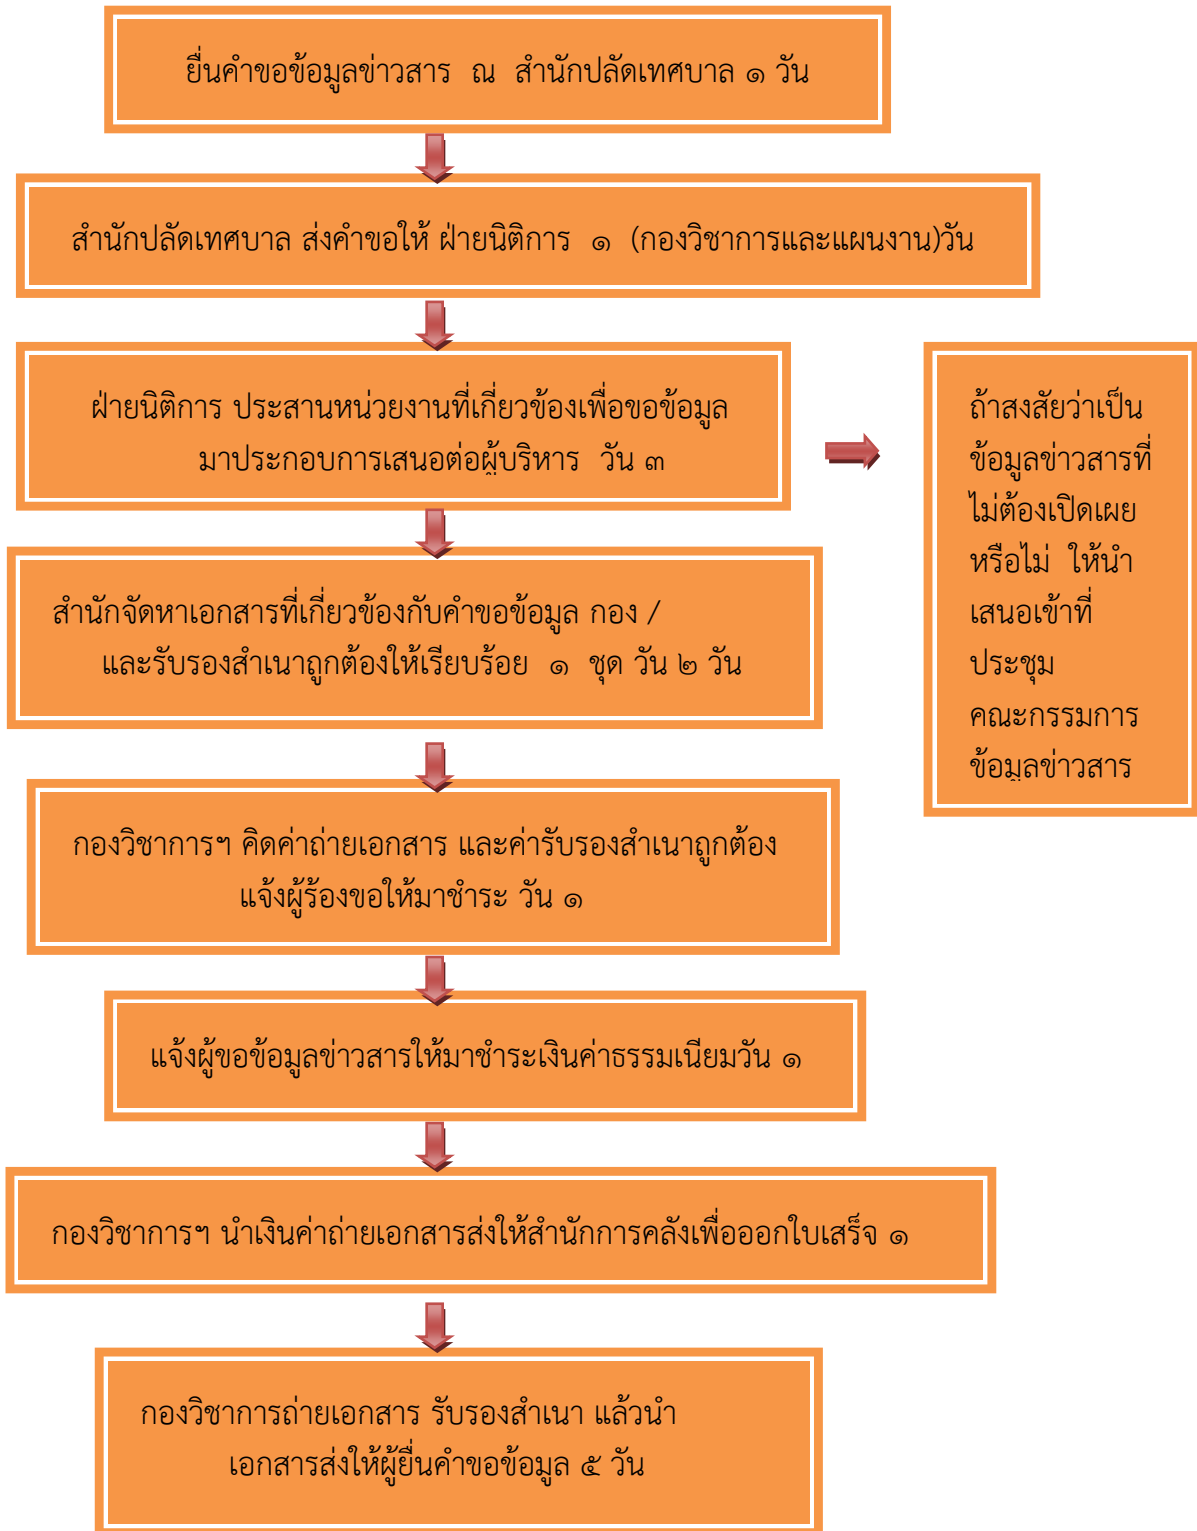 ยื่นคำขอข้อมูลข่าวสาร ณ สำนักปลัดเทศบาล ๑ วัน
สำนักปลัดเทศบาล ส่งคำขอให้ ฝ่ายนิติการ ๑ (กองวิชาการและแผนงาน)วัน
ฝ่ายนิติการ ประสานหน่วยงานที่เกี่ยวข้องเพื่อขอข้อมูล
มาประกอบการเสนอต่อผู้บริหาร วัน ๓
ถ้าสงสัยว่าเป็น
ข้อมูลข่าวสารที่
ไม่ต้องเปิดเผย
หรือไม่ ให้นำ
เสนอเข้าที่
ประชุม
คณะกรรมการ
ข้อมูลข่าวสาร
สำนักจัดหาเอกสารที่เกี่ยวข้องกับคำขอข้อมูล กอง /
และรับรองสำเนาถูกต้องให้เรียบร้อย ๑ ชุด วัน ๒ วัน
กองวิชาการฯ คิดค่าถ่ายเอกสาร และค่ารับรองสำเนาถูกต้อง
แจ้งผู้ร้องขอให้มาชำระ วัน ๑
แจ้งผู้ขอข้อมูลข่าวสารให้มาชำระเงินค่าธรรมเนียมวัน ๑
กองวิชาการฯ นำเงินค่าถ่ายเอกสารส่งให้สำนักการคลังเพื่อออกใบเสร็จ ๑
กองวิชาการถ่ายเอกสาร รับรองสำเนา แล้วนำ
เอกสารส่งให้ผู้ยื่นคำขอข้อมูล ๕ วัน